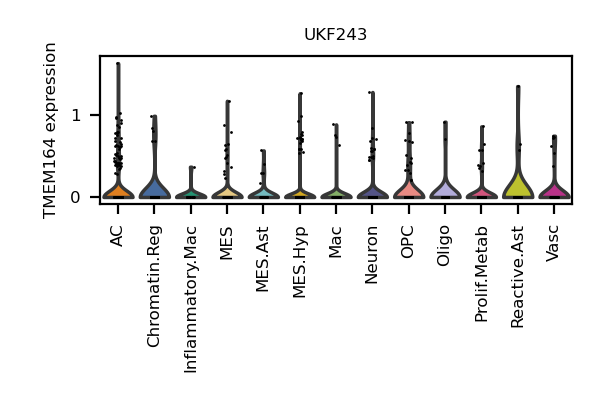 UKF243
TMEM164 expression
1
0
AC
Chromatin.Reg
Inflammatory.Mac
MES
MES.Ast
MES.Hyp
Mac
Neuron
OPC
Oligo
Prolif.Metab
Reactive.Ast
Vasc